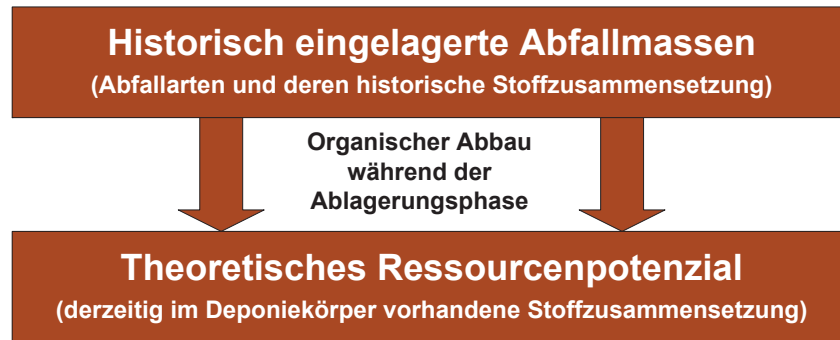 Historisch eingelagerte Abfallmassen
(Abfallarten und deren historische Stoffzusammensetzung)
Organischer Abbau
während der
Ablagerungsphase
Theoretisches Ressourcenpotenzial
(derzeitig im Deponiekörper vorhandene Stoffzusammensetzung)